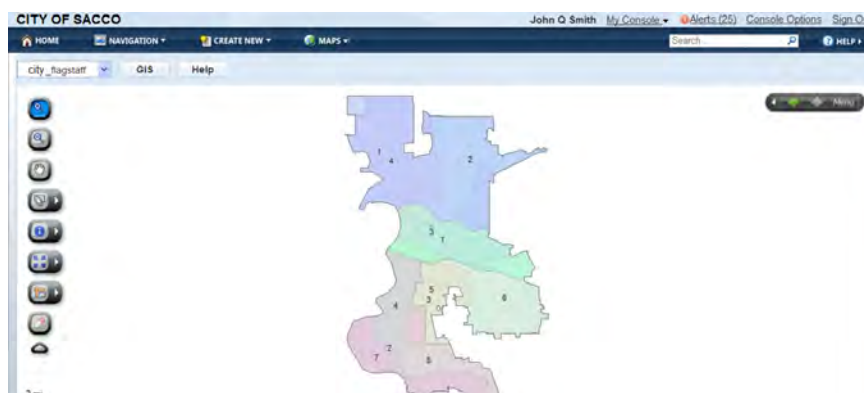 CITY OF SACCO
John Q Smith My Console Alerts (25) Console Options Sign O
HOME NAVIGATION CREATE NEW MAPS Search HELP
city_flagstaff GIS Help
Menu
1
4
2
3
1
5
3
6
4
2
7
5